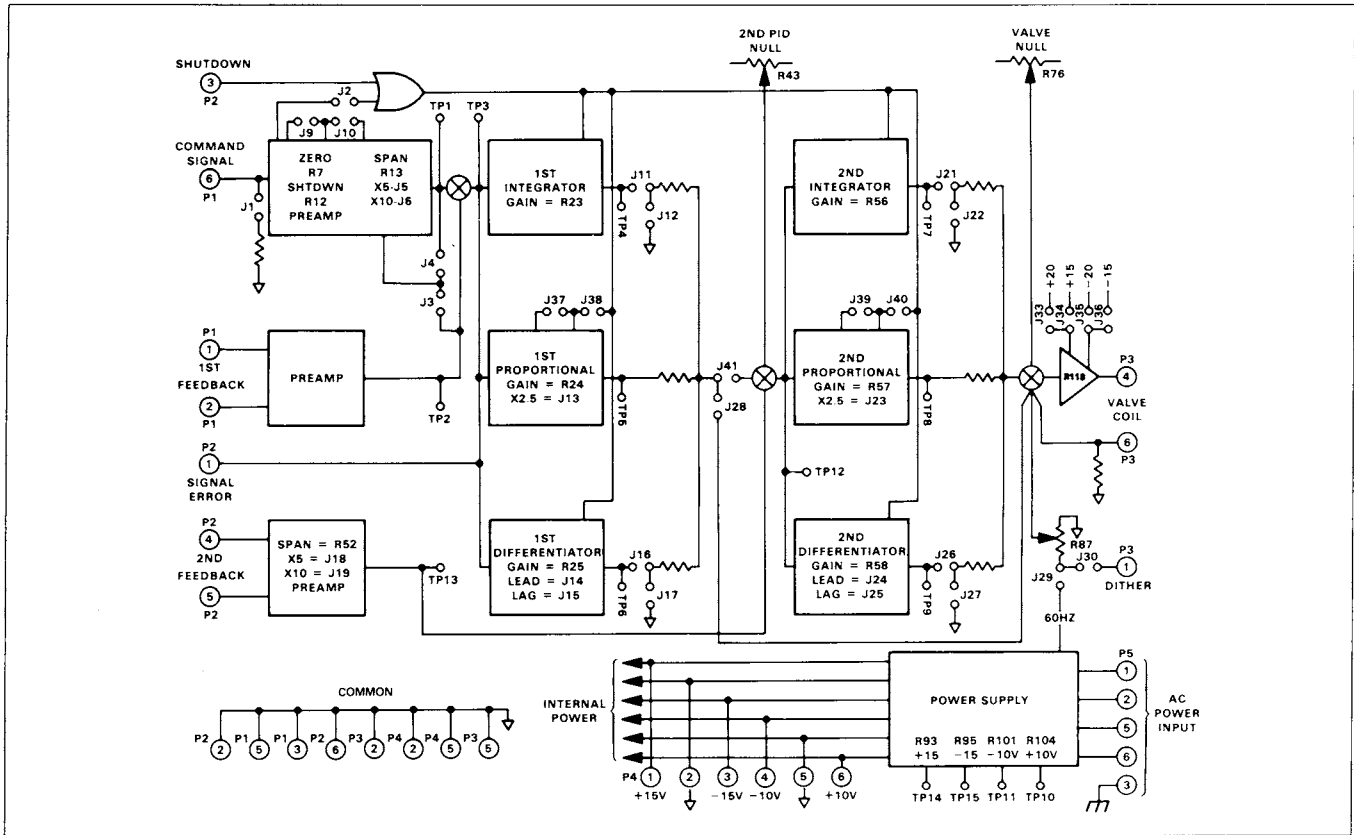 2ND PID
NULL
R43
VALVE
NULL
R76
SHUTDOWN
3
P2
J2
J9
J10
TP1
TP3
COMMAND
SIGNAL
6
P1
J1
ZERO
R7
SHTDWN
R12
PREAMP
SPAN
R13
X5-J5
X10-J6
J4
J3
1ST
INTEGRATOR
GAIN = R23
TP4
J11
J12
2ND
INTEGRATOR
GAIN = R56
TP7
J21
J22
P1
1
1ST
FEEDBACK
2
P1
PREAMP
TP2
J37
J38
1ST
PROPORTIONAL
GAIN = R24
X2.5 = J13
TP5
J41
J28
J39
J40
2ND
PROPORTIONAL
GAIN = R57
X2.5 = J23
TP8
+20
+15
-20
-15
J33
J34
J35
J36
R118
P3
4
VALVE
COIL
6
P3
P2
1
SIGNAL
ERROR
TP12
P2
4
2ND
FEEDBACK
5
P2
SPAN = R52
X5 = J18
X10 = J19
PREAMP
TP13
1ST
DIFFERENTIATOR
GAIN = R25
LEAD = J14
LAG = J15
TP6
J16
J17
2ND
DIFFERENTIATOR
GAIN = R58
LEAD = J24
LAG = J25
TP9
J26
J27
R87
J29
J30
P3
1
DITHER
60HZ
COMMON
P2
2
P1
5
P1
3
P2
6
P3
2
P4
2
P4
5
P3
5
INTERNAL
POWER
P4
1
+15V
2
3
-15V
4
-10V
5
6
+10V
POWER SUPPLY
R93 R95 R101 R104
+15 -15 -10V +10V
TP14 TP15 TP11 TP10
P5
1
2
5
6
3
AC
POWER
INPUT